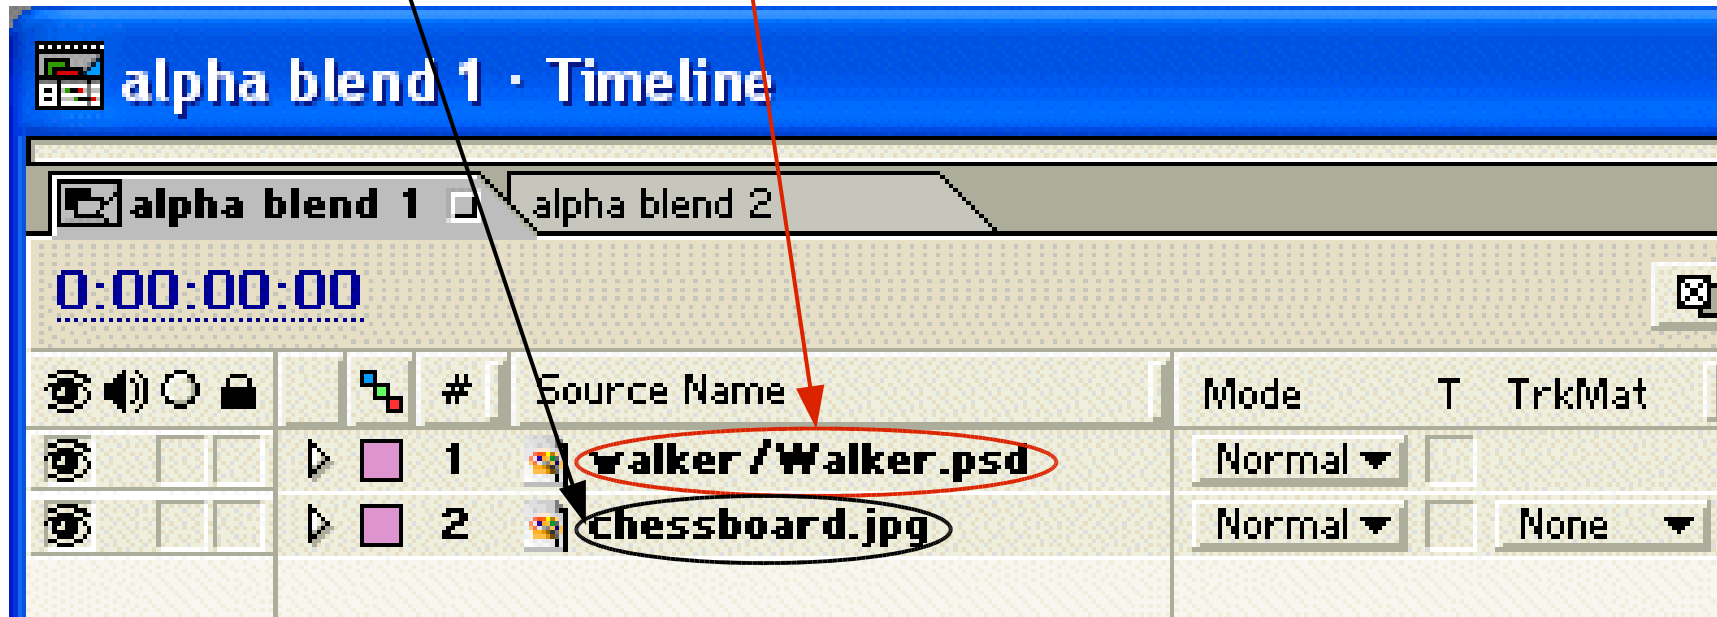 alpha blend 1 · Timeline
alpha blend 1 alpha blend 2
0:00:00:00
# Source Name Mode T TrkMat
1 walker/Walker.psd Normal
2 chessboard.jpg Normal None